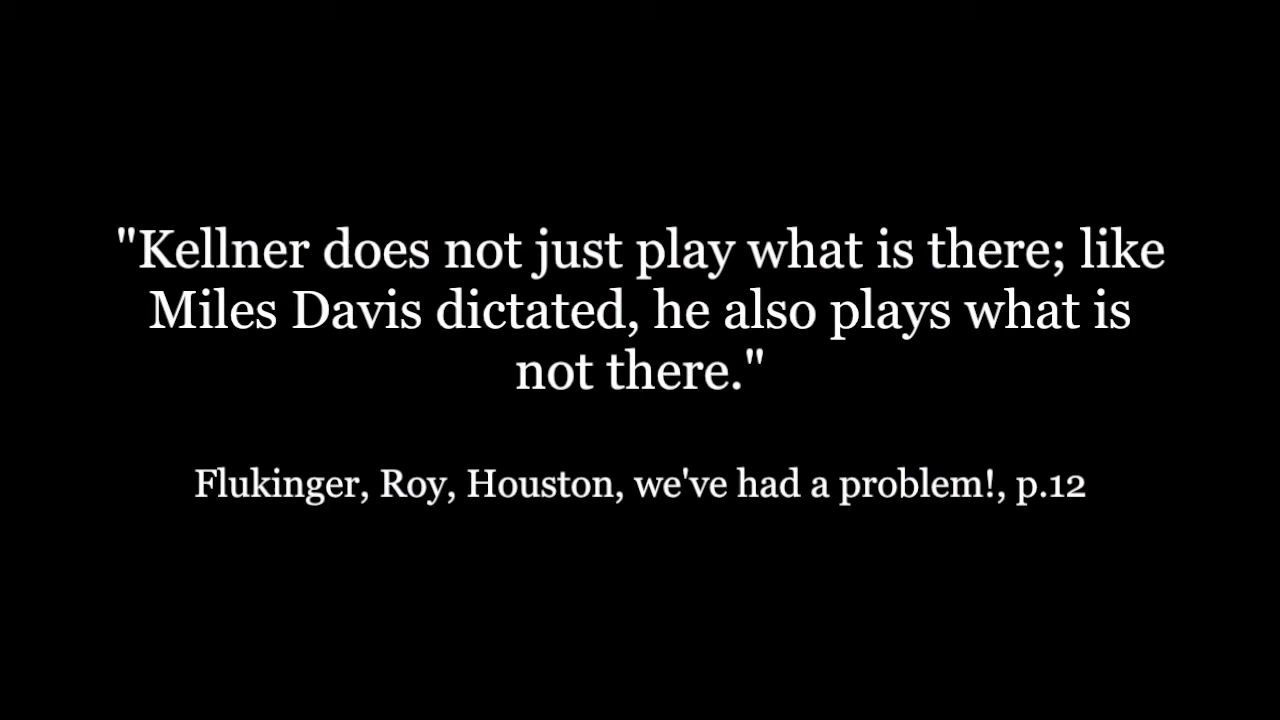 "Kellner does not just play what is there; like
Miles Davis dictated, he also plays what is
not there."
Flukinger, Roy, Houston, we've had a problem!, p.12